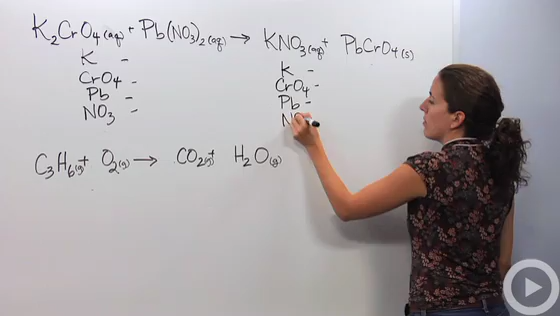 K₂CrO₄(aq) + Pb(NO₃)₂(aq) → KNO₃(aq) + PbCrO₄(s)
K -
CrO₄ -
Pb -
NO₃ -
K -
CrO₄ -
Pb -
C₃H₆(g) + O₂(g) → CO₂(g) + H₂O(g)